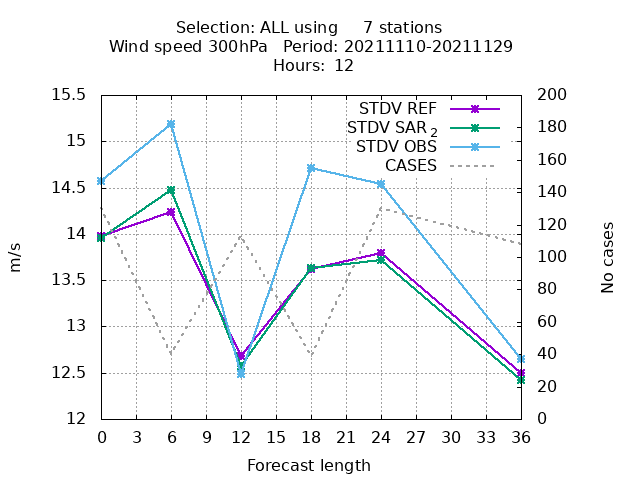 Selection: ALL using     7 stations
Wind speed 300hPa   Period: 20211110-20211129
Hours: 12
STDV REF
STDV SAR 2
STDV OBS
CASES
15.5
15
14.5
14
13.5
13
12.5
12
200
180
160
140
120
100
80
60
40
20
0
m/s
No cases
0 3 6 9 12 15 18 21 24 27 30 33 36
Forecast length